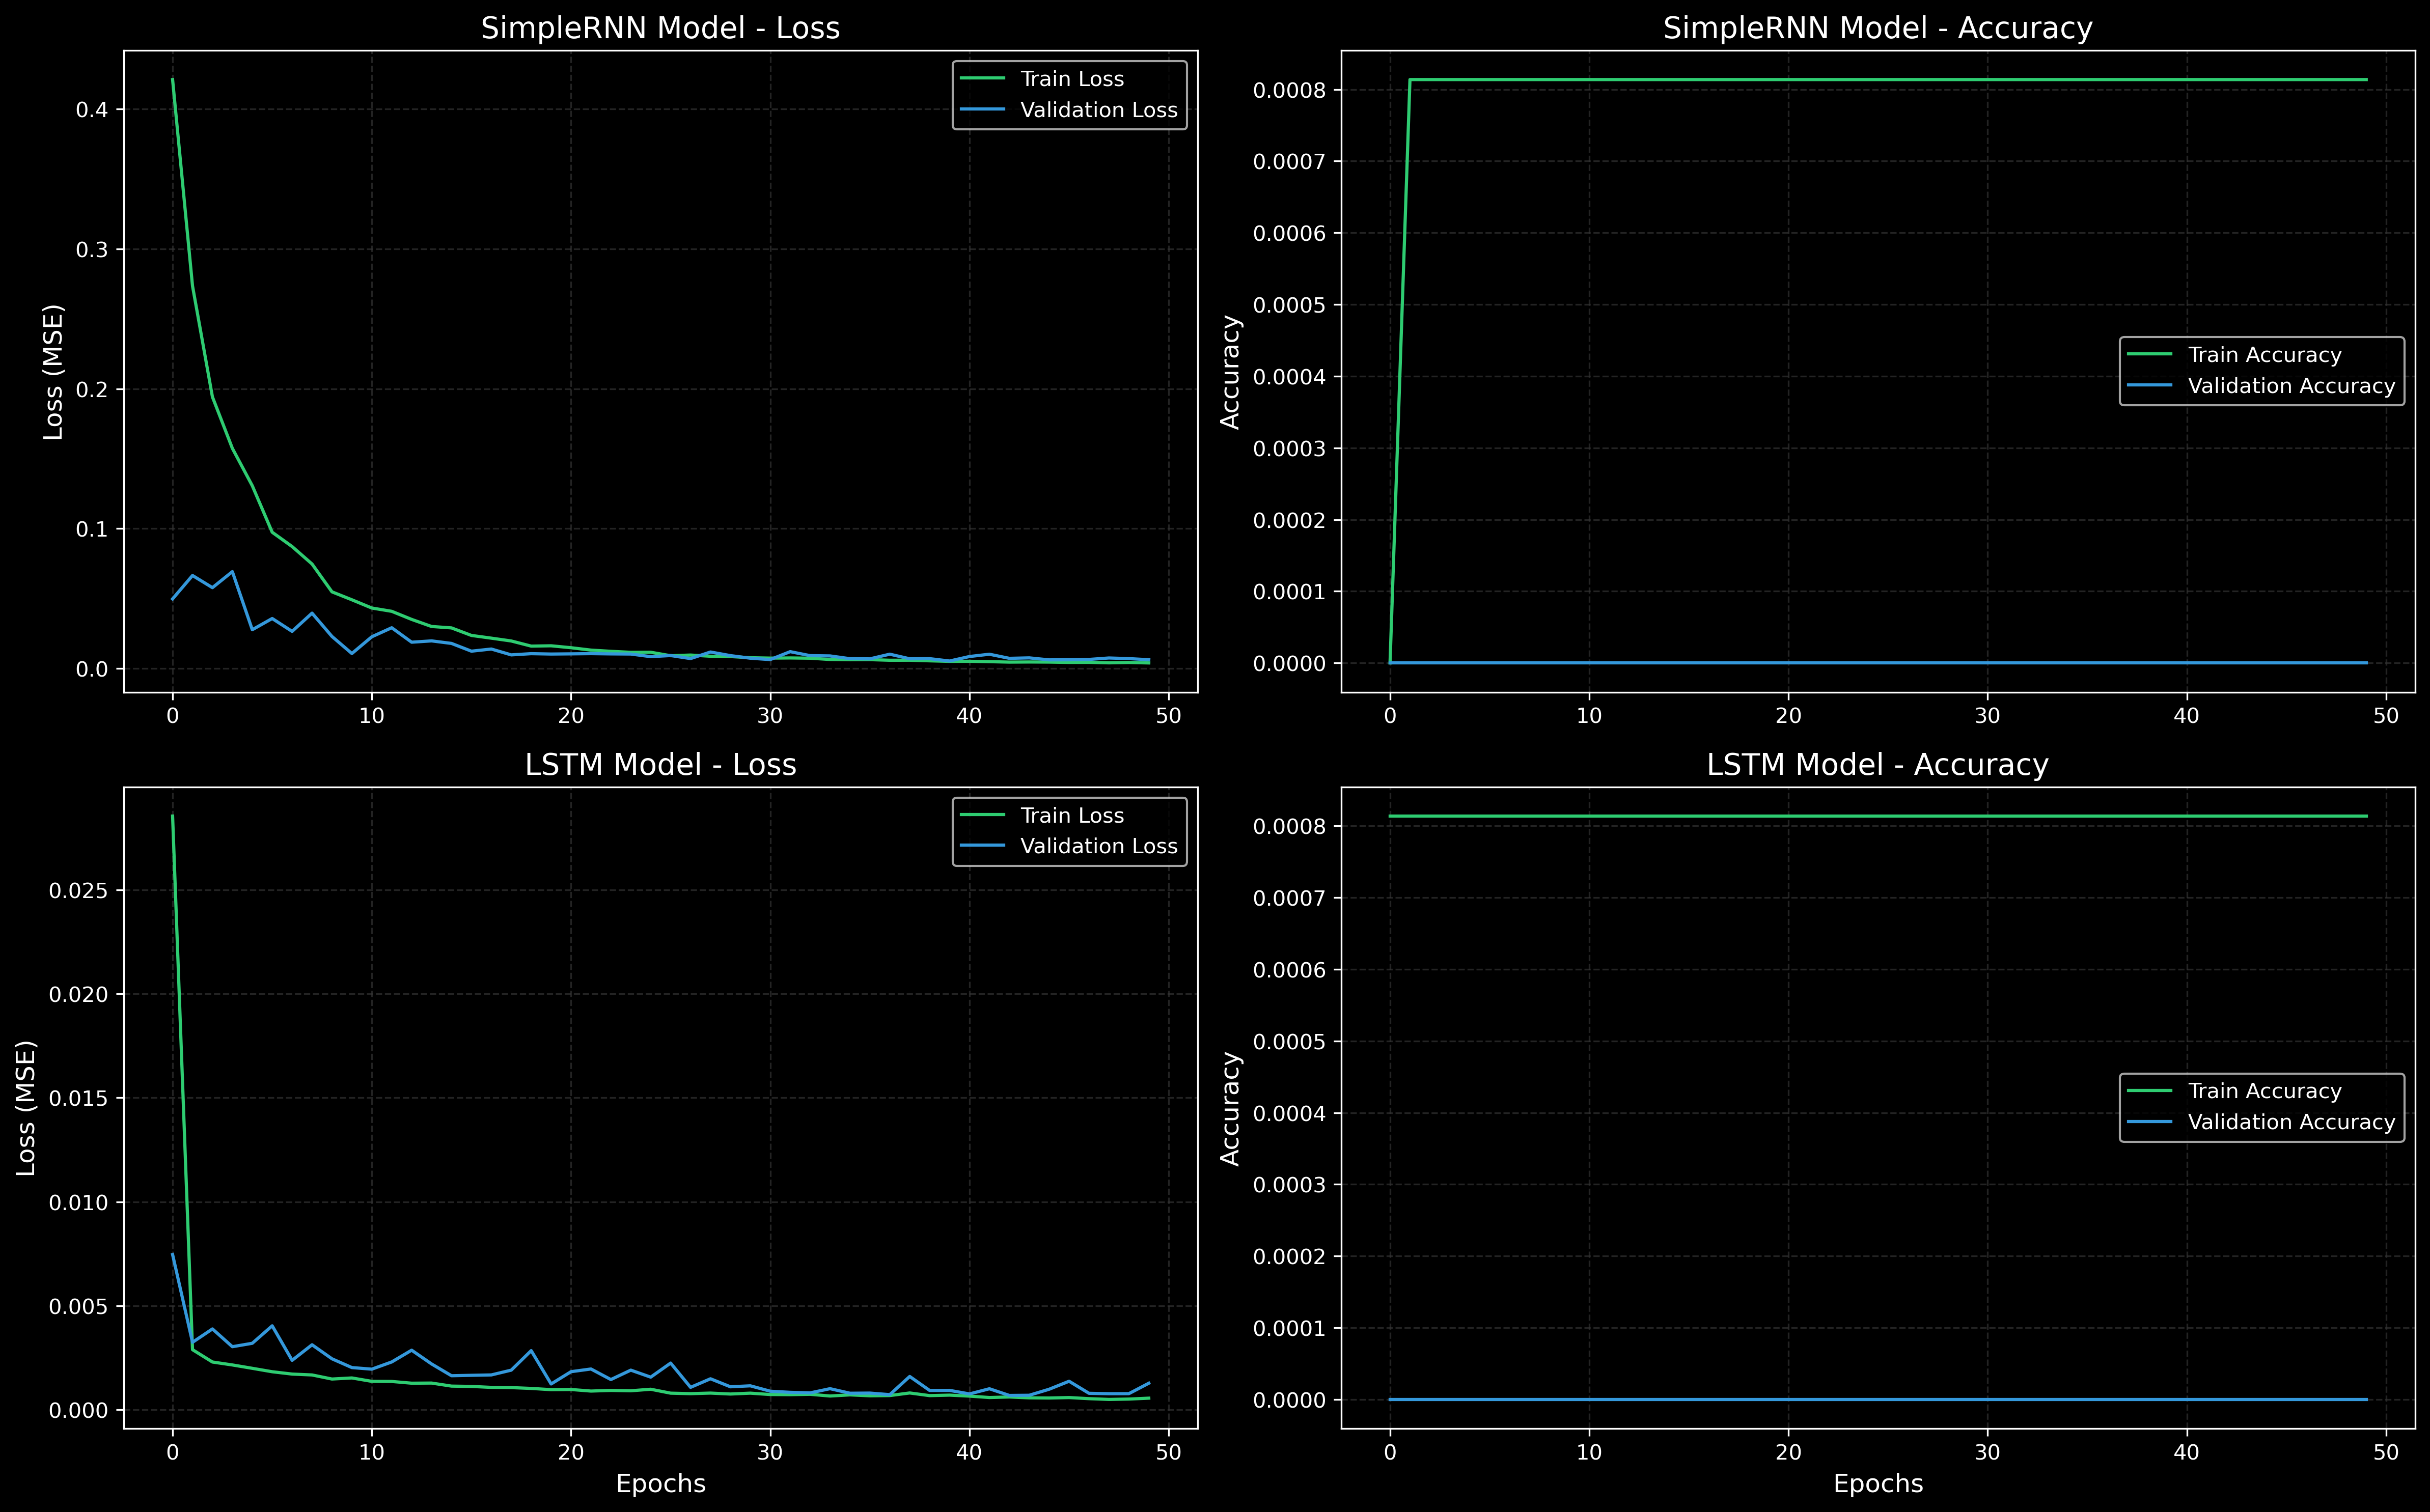 SimpleRNN Model - Loss
Loss (MSE)
0.4
0.3
0.2
0.1
0.0
0 10 20 30 40 50
Train Loss
Validation Loss
SimpleRNN Model - Accuracy
Accuracy
0.0008
0.0007
0.0006
0.0005
0.0004
0.0003
0.0002
0.0001
0.0000
0 10 20 30 40 50
Train Accuracy
Validation Accuracy
LSTM Model - Loss
Loss (MSE)
0.025
0.020
0.015
0.010
0.005
0.000
0 10 20 30 40 50
Epochs
Train Loss
Validation Loss
LSTM Model - Accuracy
Accuracy
0.0008
0.0007
0.0006
0.0005
0.0004
0.0003
0.0002
0.0001
0.0000
0 10 20 30 40 50
Epochs
Train Accuracy
Validation Accuracy